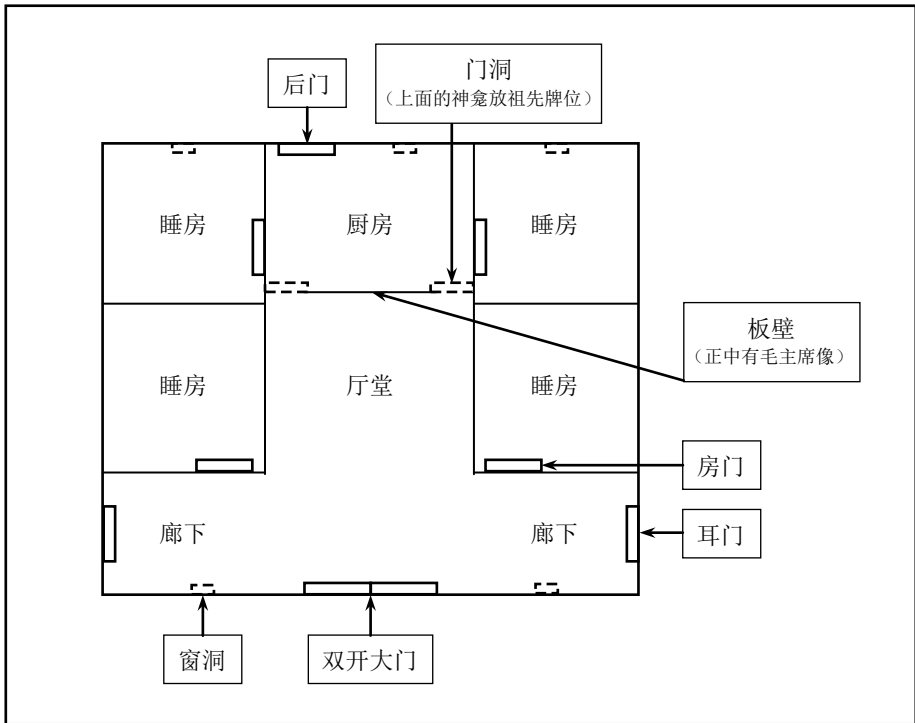 后门
门洞
（上面的神龛放祖先牌位）
睡房
厨房
睡房
板壁
（正中有毛主席像）
睡房
厅堂
睡房
房门
廊下
廊下
耳门
窗洞
双开大门